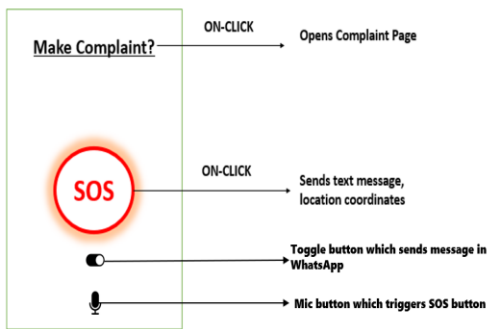 Make Complaint?
ON-CLICK
Opens Complaint Page
SOS
ON-CLICK
Sends text message,
location coordinates
Toggle button which sends message in
WhatsApp
Mic button which triggers SOS button